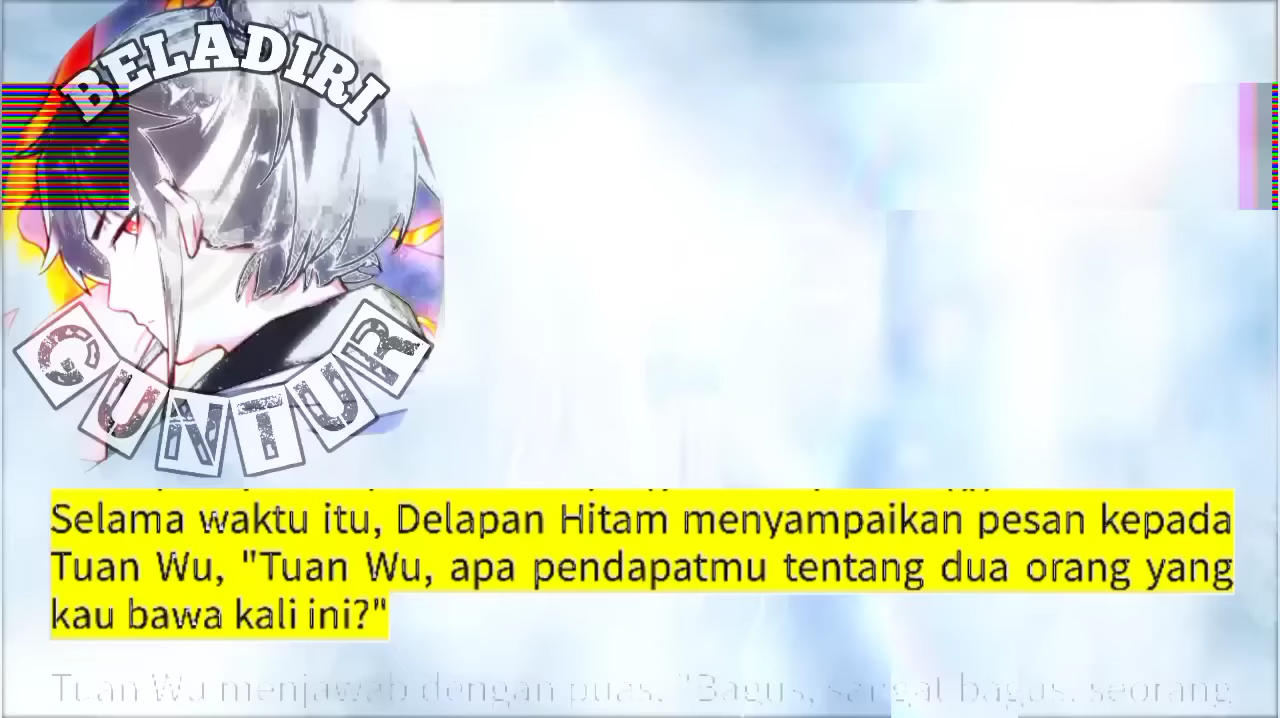 BELADIRI
GUNTUR
Selama waktu itu, Delapan Hitam menyampaikan pesan kepada
Tuan Wu, "Tuan Wu, apa pendapatmu tentang dua orang yang
kau bawa kali ini?"
Tuan Wu menjawab dengan puas, "Bagus, sangat bagus, seorang